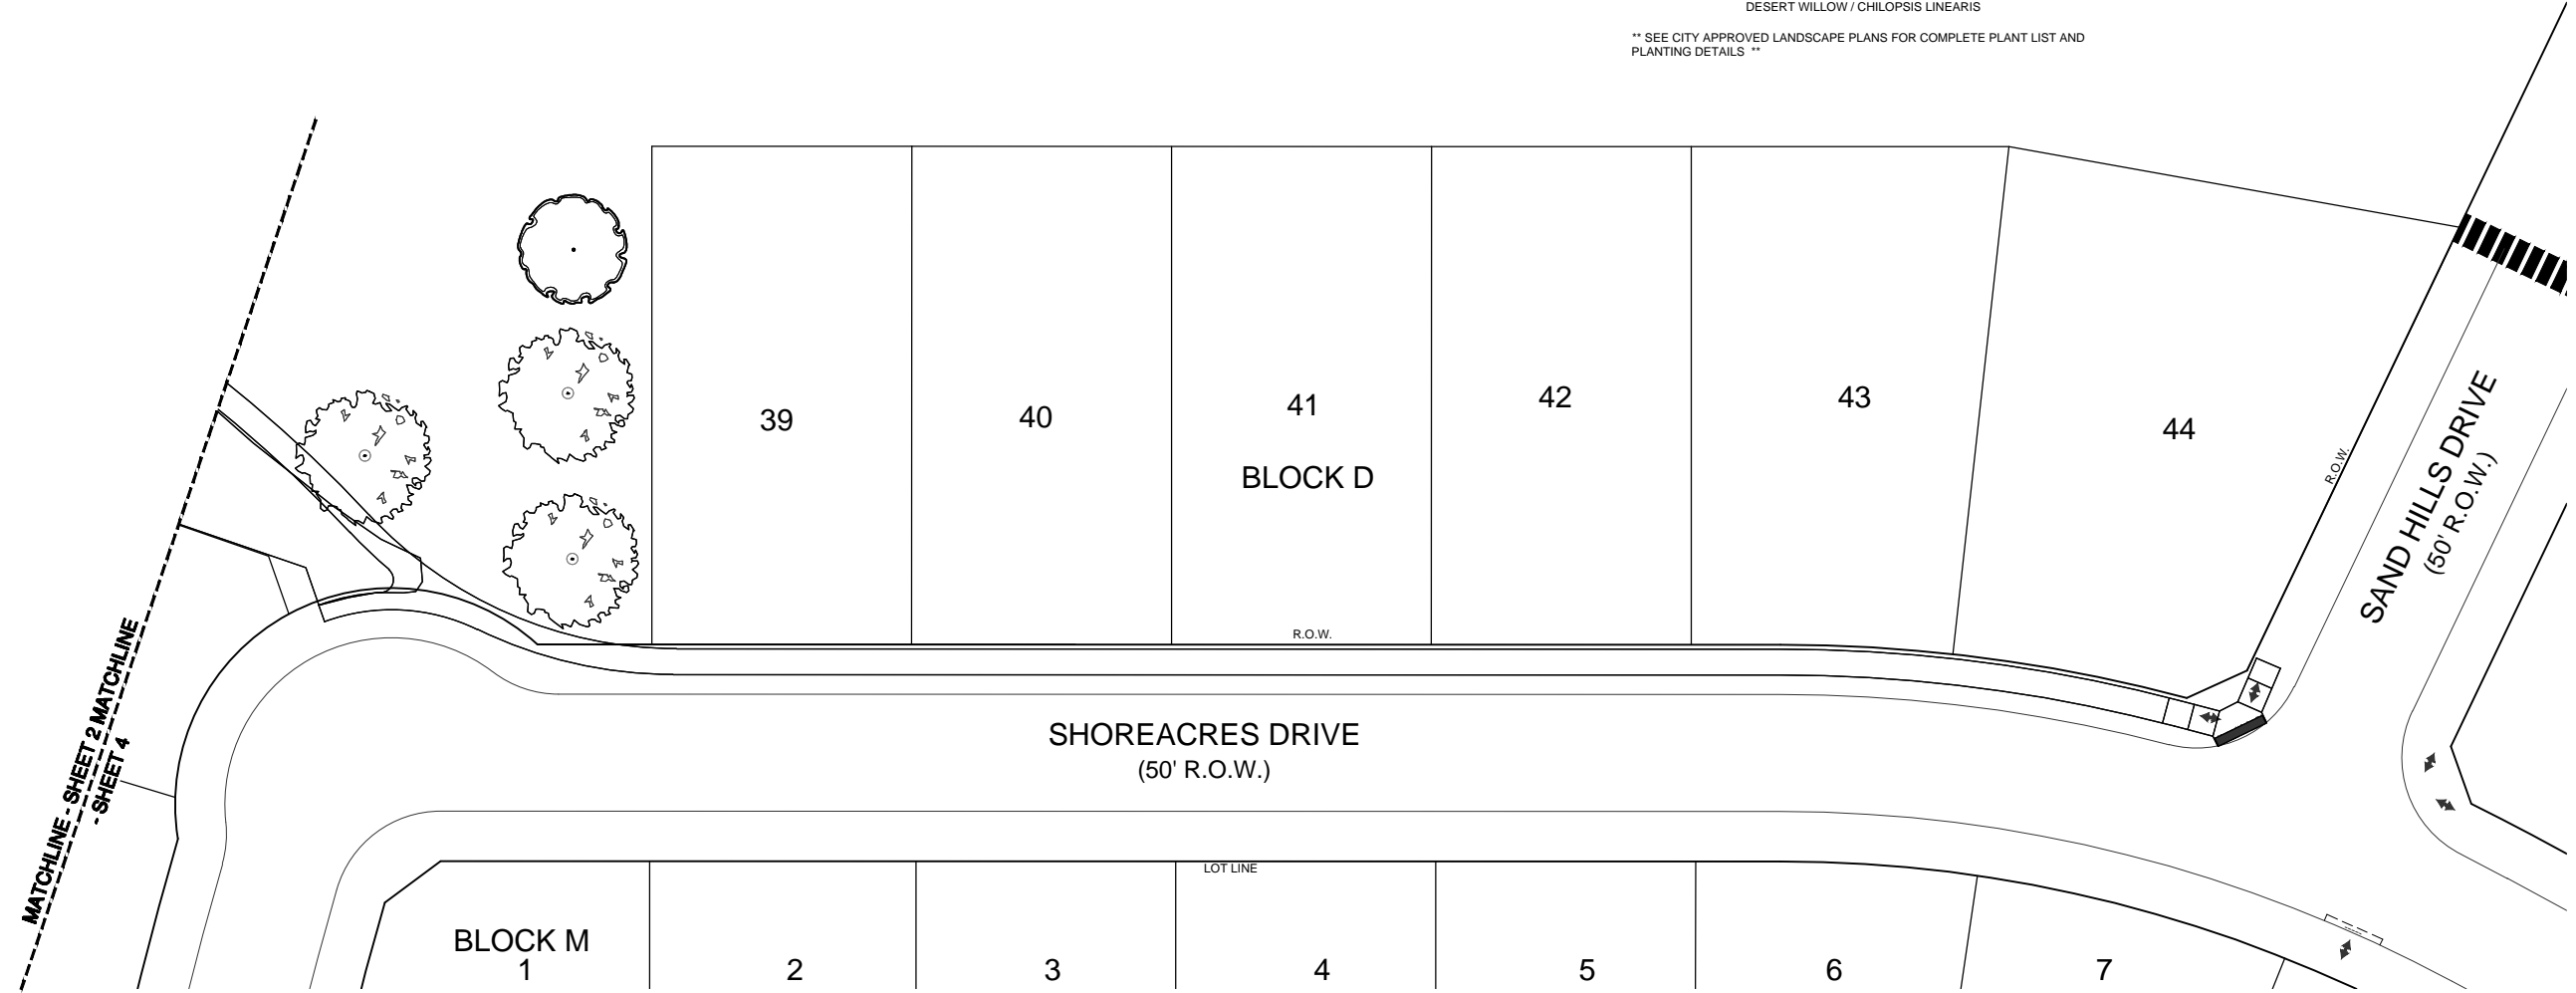 DESERT WILLOW / CHILOPSIS LINEARIS
** SEE CITY APPROVED LANDSCAPE PLANS FOR COMPLETE PLANT LIST AND
PLANTING DETAILS **
39
40
41
42
43
44
BLOCK D
R.O.W.
R.O.W.
SAND HILLS DRIVE
(50' R.O.W.)
MATCHLINE - SHEET 2 MATCHLINE
- SHEET 4
SHOREACRES DRIVE
(50' R.O.W.)
LOT LINE
BLOCK M
1
2
3
4
5
6
7